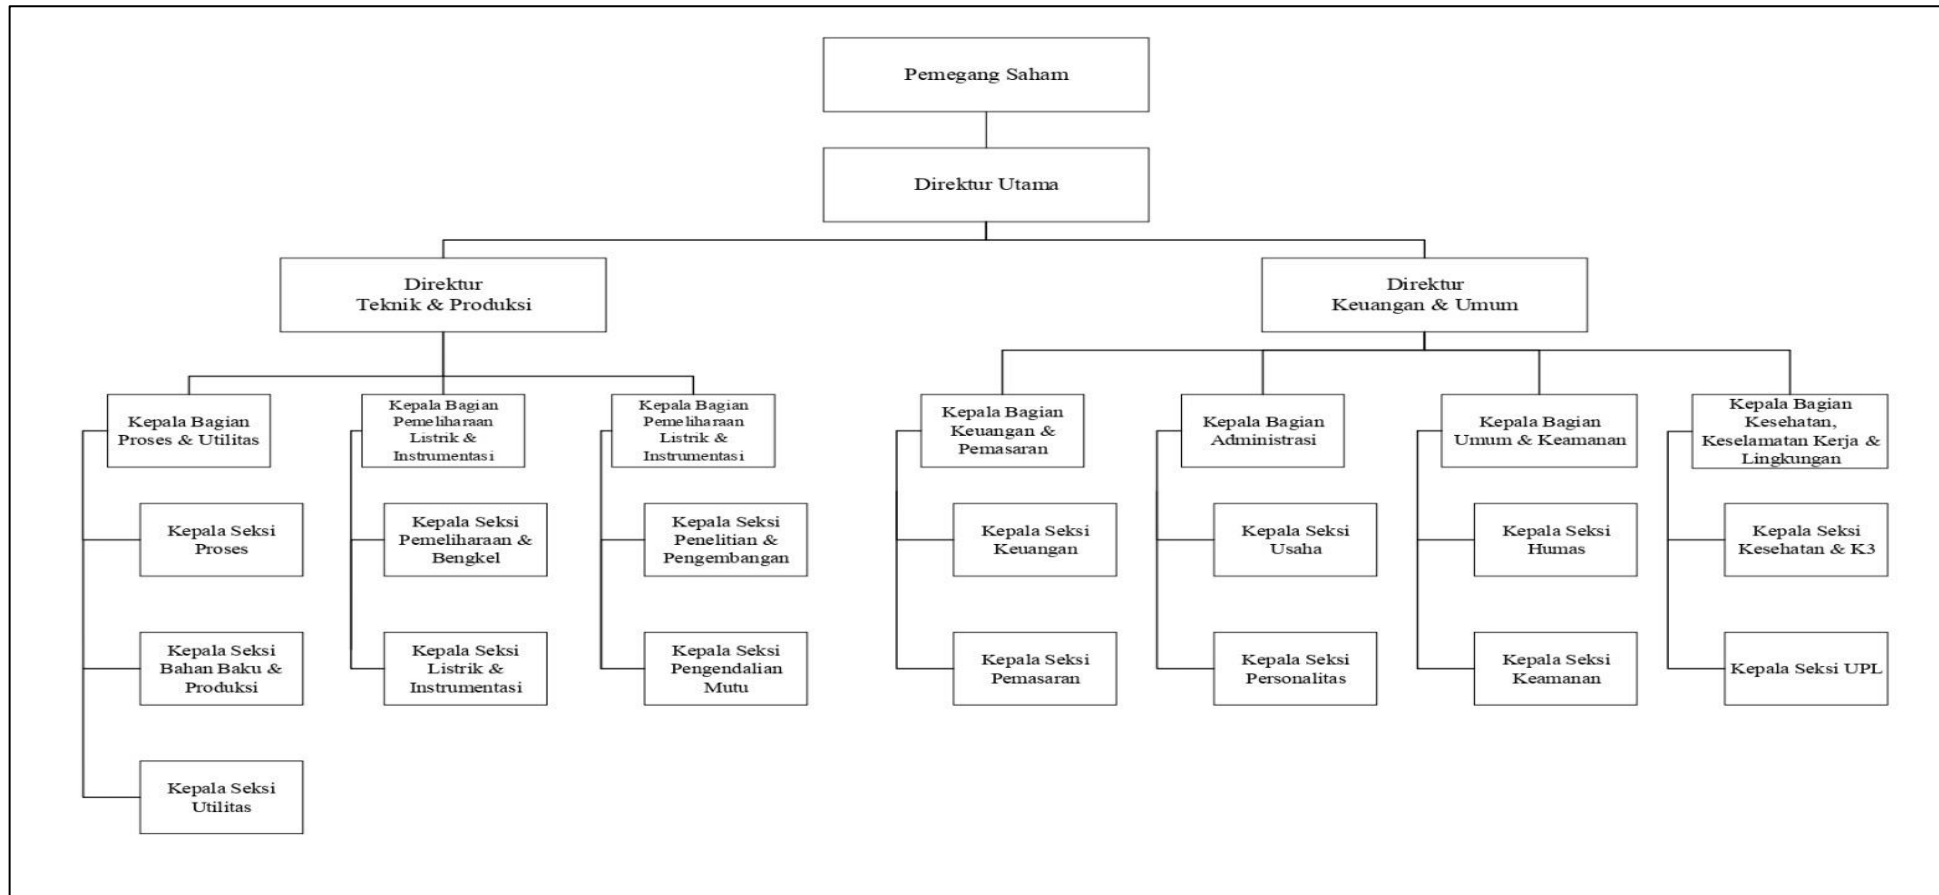 Pemegang Saham
Direktur Utama
Direktur
Teknik & Produksi
Direktur
Keuangan & Umum
Kepala Bagian
Proses & Utilitas
Kepala Bagian
Pemeliharaan
Listrik &
Instrumentasi
Kepala Bagian
Pemeliharaan
Listrik &
Instrumentasi
Kepala Bagian
Keuangan &
Pemasaran
Kepala Bagian
Administrasi
Kepala Bagian
Umum & Keamanan
Kepala Bagian
Kesehatan,
Keselamatan Kerja &
Lingkungan
Kepala Seksi
Proses
Kepala Seksi
Pemeliharaan &
Bengkel
Kepala Seksi
Penelitian &
Pengembangan
Kepala Seksi
Keuangan
Kepala Seksi
Usaha
Kepala Seksi
Humas
Kepala Seksi
Kesehatan & K3
Kepala Seksi
Bahan Baku &
Produksi
Kepala Seksi
Listrik &
Instrumentasi
Kepala Seksi
Pengendalian
Mutu
Kepala Seksi
Pemasaran
Kepala Seksi
Personalitas
Kepala Seksi
Keamanan
Kepala Seksi UPL
Kepala Seksi
Utilitas